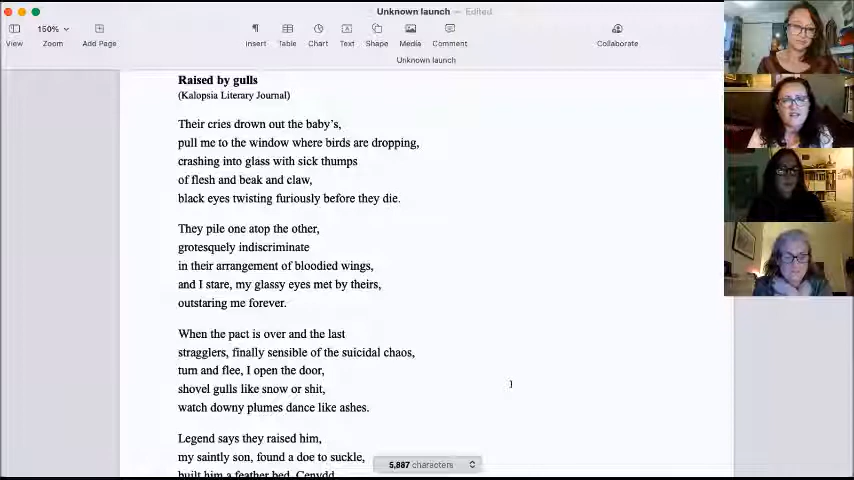 Unknown launch — Edited
150%
View
Zoom
Add Page
Insert
Table
Chart
Text
Shape
Media
Comment
Collaborate
Unknown launch
Raised by gulls
(Kalopsia Literary Journal)
Their cries drown out the baby's,
pull me to the window where birds are dropping,
crashing into glass with sick thumps
of flesh and beak and claw,
black eyes twisting furiously before they die.
They pile one atop the other,
grotesquely indiscriminate
in their arrangement of bloodied wings,
and I stare, my glassy eyes met by theirs,
outstaring me forever.
When the pact is over and the last
stragglers, finally sensible of the suicidal chaos,
turn and flee, I open the door,
shovel gulls like snow or shit,
watch downy plumes dance like ashes.
Legend says they raised him,
my saintly son, found a doe to suckle,
built him a feather bed. Cenydd
5,887 characters